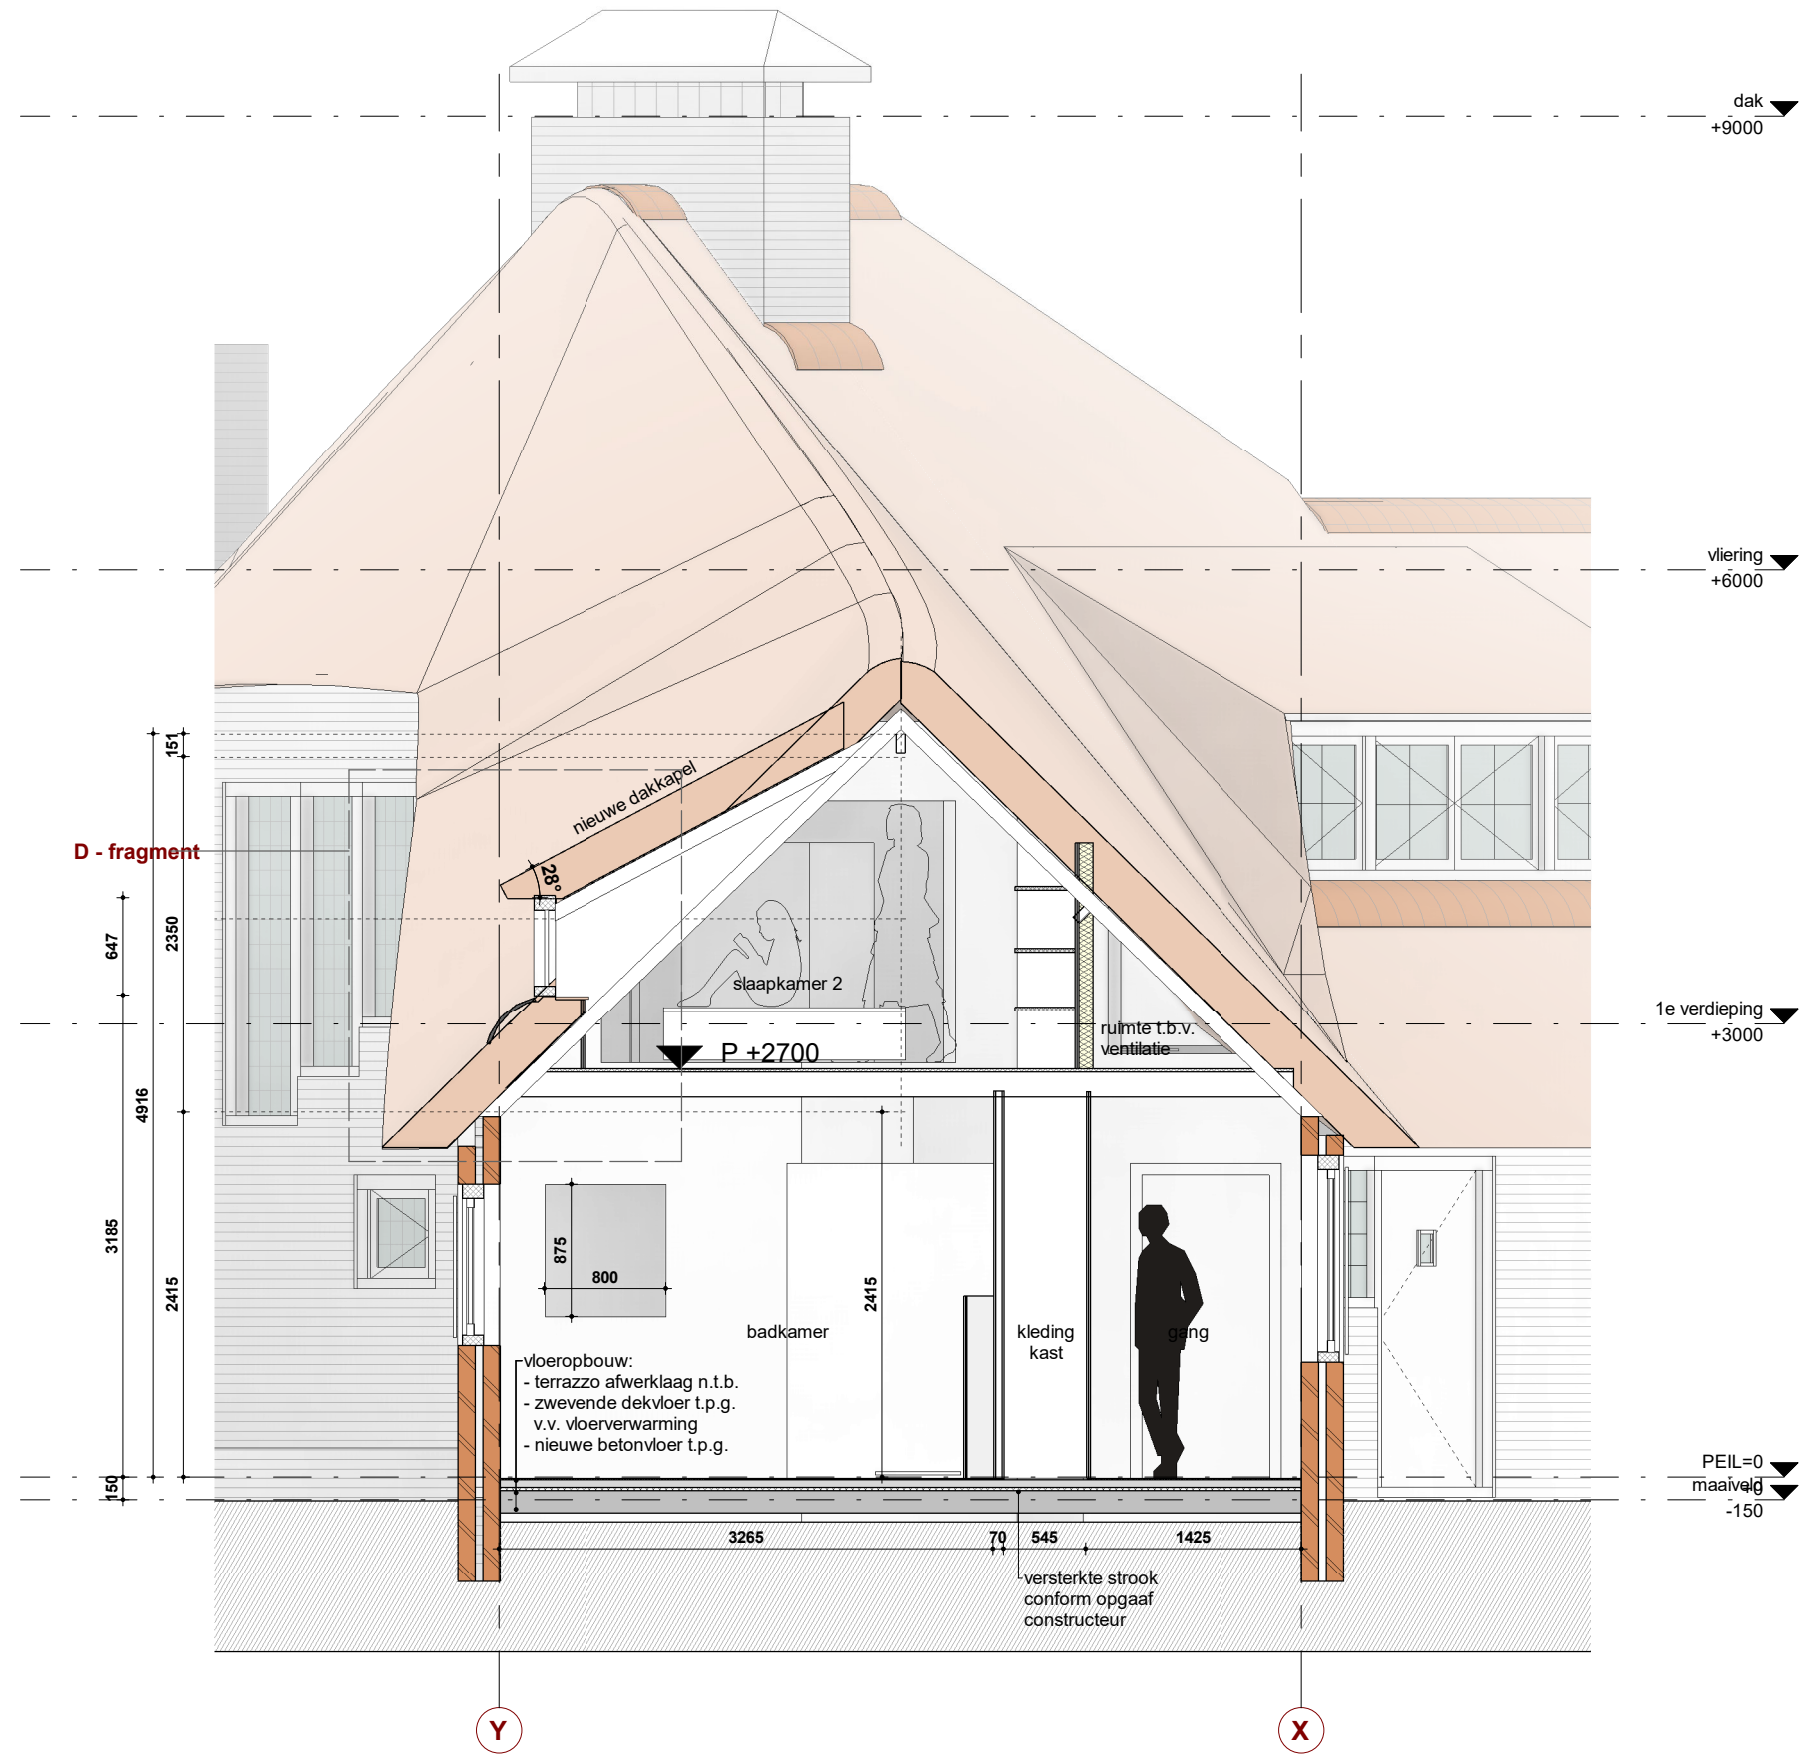 dak
+9000
vliering
+6000
151
nieuwe dakkapel
D - fragment
28°
647
2350
slaapkamer 2
1e verdieping
+3000
ruimte t.b.v.
ventilatie
P +2700
4916
3185
2415
875
800
2415
badkamer
kleding
kast
gang
vloeropbouw:
- terrazzo afwerklaag n.t.b.
- zwevende dekvloer t.p.g.
v.v. vloerverwarming
- nieuwe betonvloer t.p.g.
PEIL=0
maaiveld
-150
150
3265
70
545
1425
versterkte strook
conform opgaaf
constructeur
Y
X